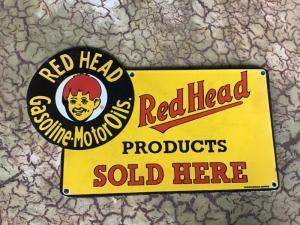 RED HEAD
Gasoline-Motor Oils.
Red Head
PRODUCTS
SOLD HERE